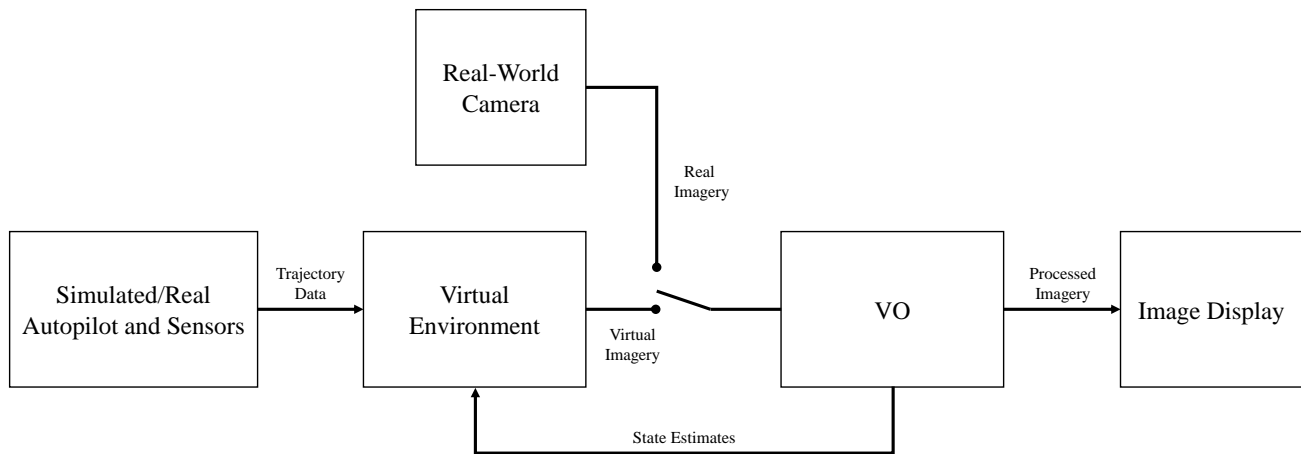 Real-World
Camera
Real
Imagery
Simulated/Real
Autopilot and Sensors
Trajectory
Data
Virtual
Environment
Virtual
Imagery
VO
Processed
Imagery
Image Display
State Estimates